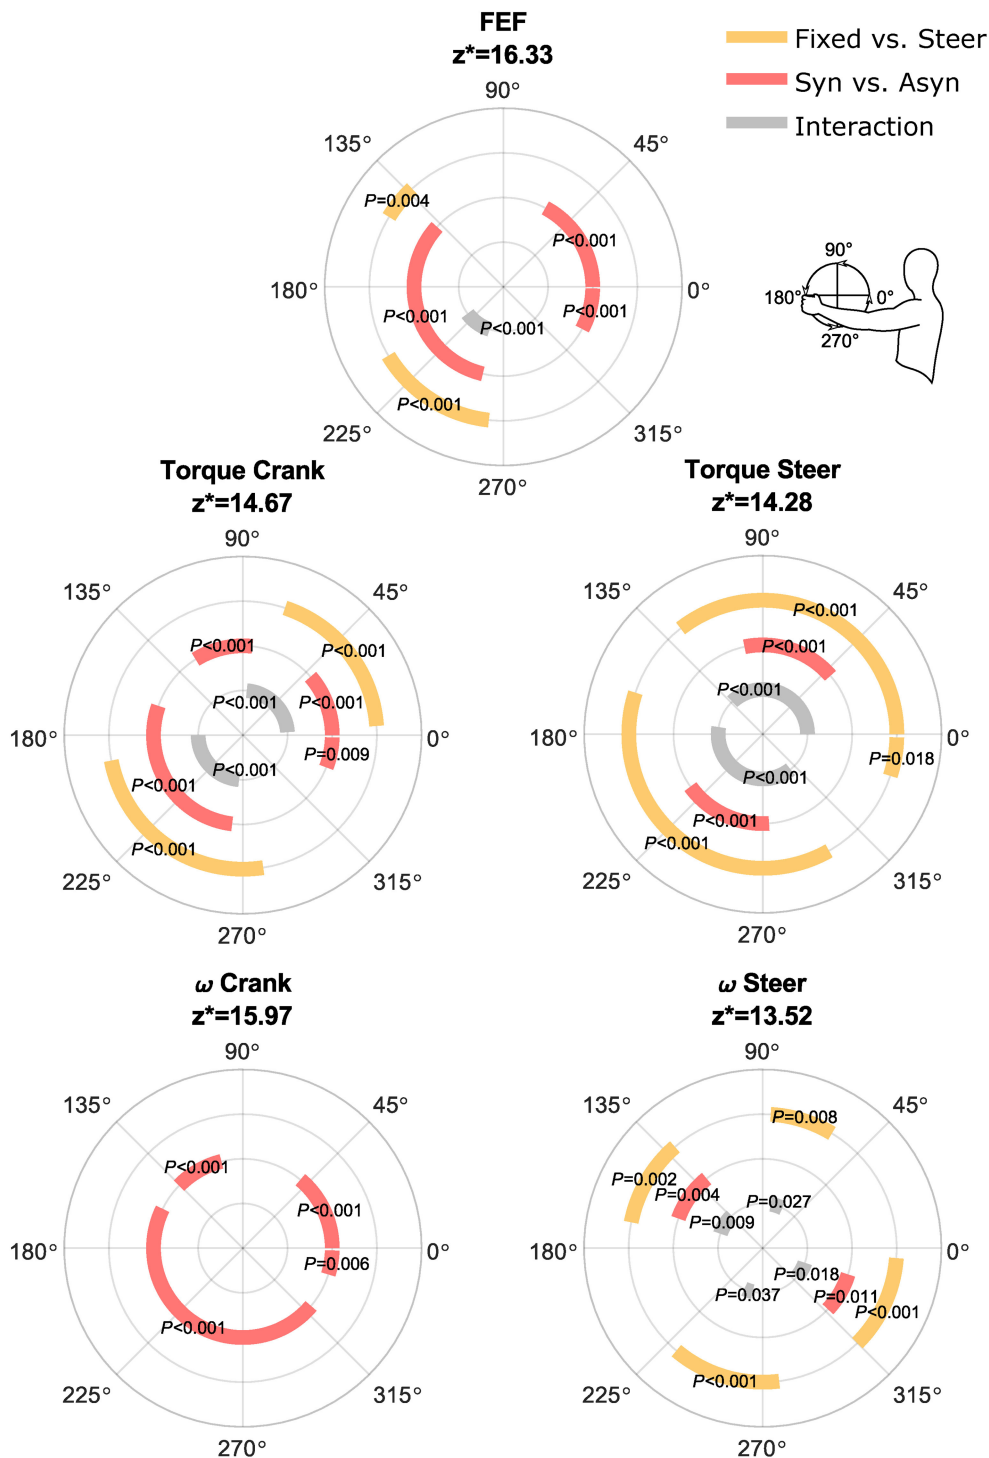 FEF
z*=16.33
Fixed vs. Steer
Syn vs. Asyn
Interaction
90°
135°
45°
P=0.004
P<0.001
180°
0°
P<0.001
P<0.001
P<0.001
P<0.001
225°
315°
270°
90°
180°
0°
270°
Torque Crank
z*=14.67
90°
135°
45°
P<0.001
P<0.001
P<0.001
P<0.001
180°
0°
P=0.009
P<0.001
P<0.001
P<0.001
225°
315°
270°
Torque Steer
z*=14.28
90°
135°
45°
P<0.001
P<0.001
P<0.001
180°
0°
P=0.018
P<0.001
P<0.001
P<0.001
225°
315°
270°
ω Crank
z*=15.97
90°
135°
45°
P<0.001
P<0.001
180°
0°
P=0.006
P<0.001
225°
315°
270°
ω Steer
z*=13.52
90°
135°
45°
P=0.008
P=0.002
P=0.004
P=0.027
P=0.009
180°
0°
P=0.018
P=0.037
P=0.011
P<0.001
P<0.001
225°
315°
270°